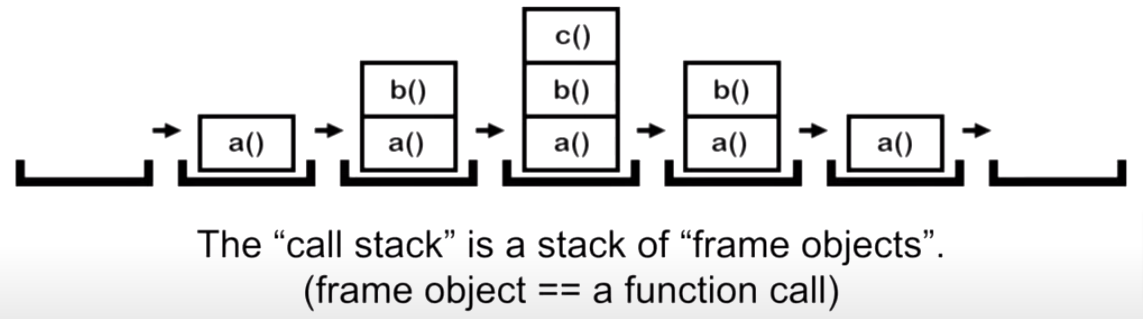 c()
b() b() b()
a() a() a() a() a()
The “call stack” is a stack of “frame objects”.
(frame object == a function call)